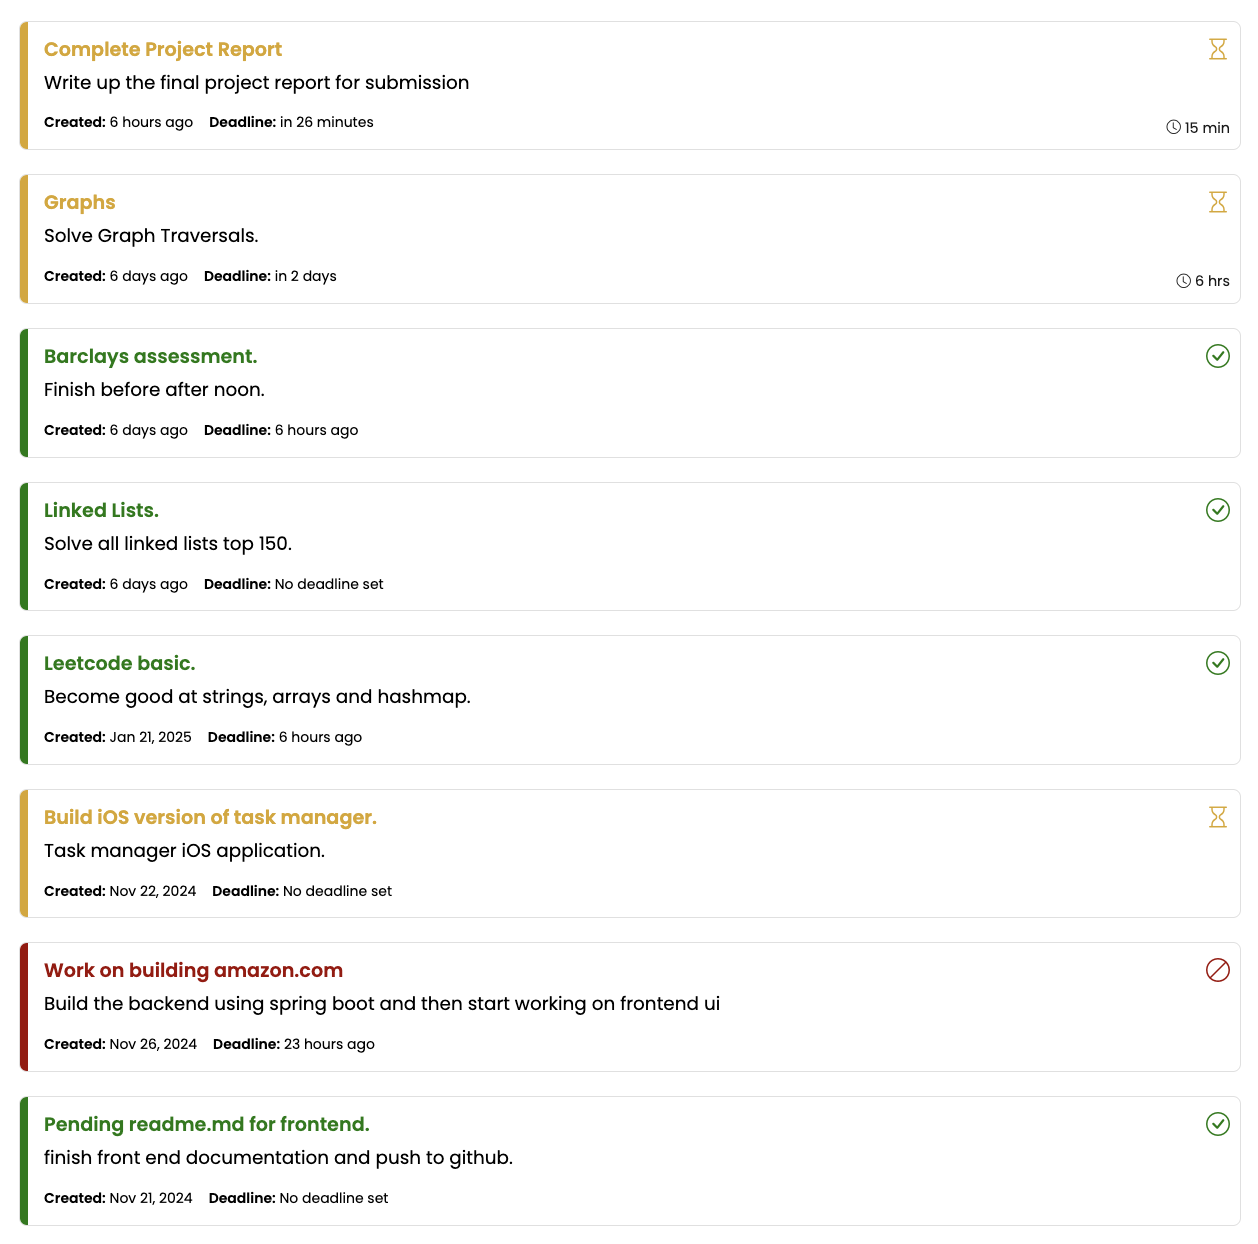 Complete Project Report
Write up the final project report for submission
Created: 6 hours ago Deadline: in 26 minutes
15 min
Graphs
Solve Graph Traversals.
Created: 6 days ago Deadline: in 2 days
6 hrs
Barclays assessment.
Finish before after noon.
Created: 6 days ago Deadline: 6 hours ago
Linked Lists.
Solve all linked lists top 150.
Created: 6 days ago Deadline: No deadline set
Leetcode basic.
Become good at strings, arrays and hashmap.
Created: Jan 21, 2025 Deadline: 6 hours ago
Build iOS version of task manager.
Task manager iOS application.
Created: Nov 22, 2024 Deadline: No deadline set
Work on building amazon.com
Build the backend using spring boot and then start working on frontend ui
Created: Nov 26, 2024 Deadline: 23 hours ago
Pending readme.md for frontend.
finish front end documentation and push to github.
Created: Nov 21, 2024 Deadline: No deadline set